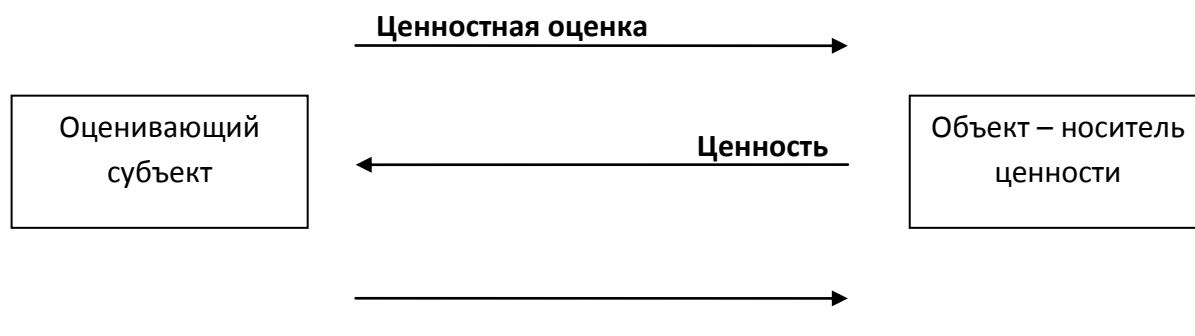 Ценностная оценка
Оценивающий
субъект
Ценность
Объект – носитель
ценности